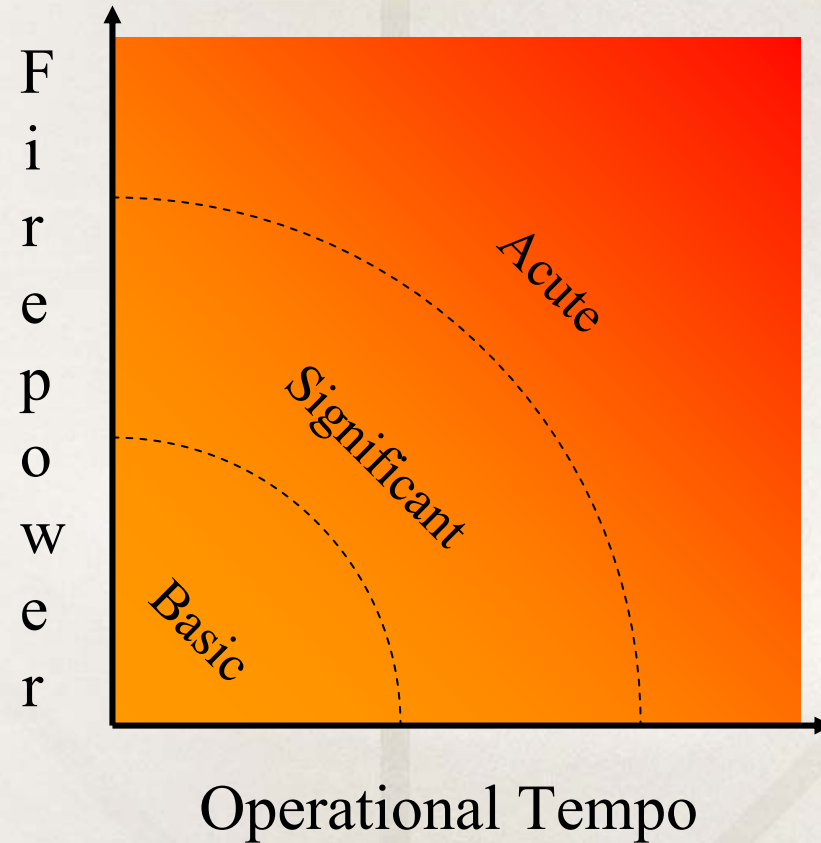 Firepower
Acute
Significant
Basic
Operational Tempo